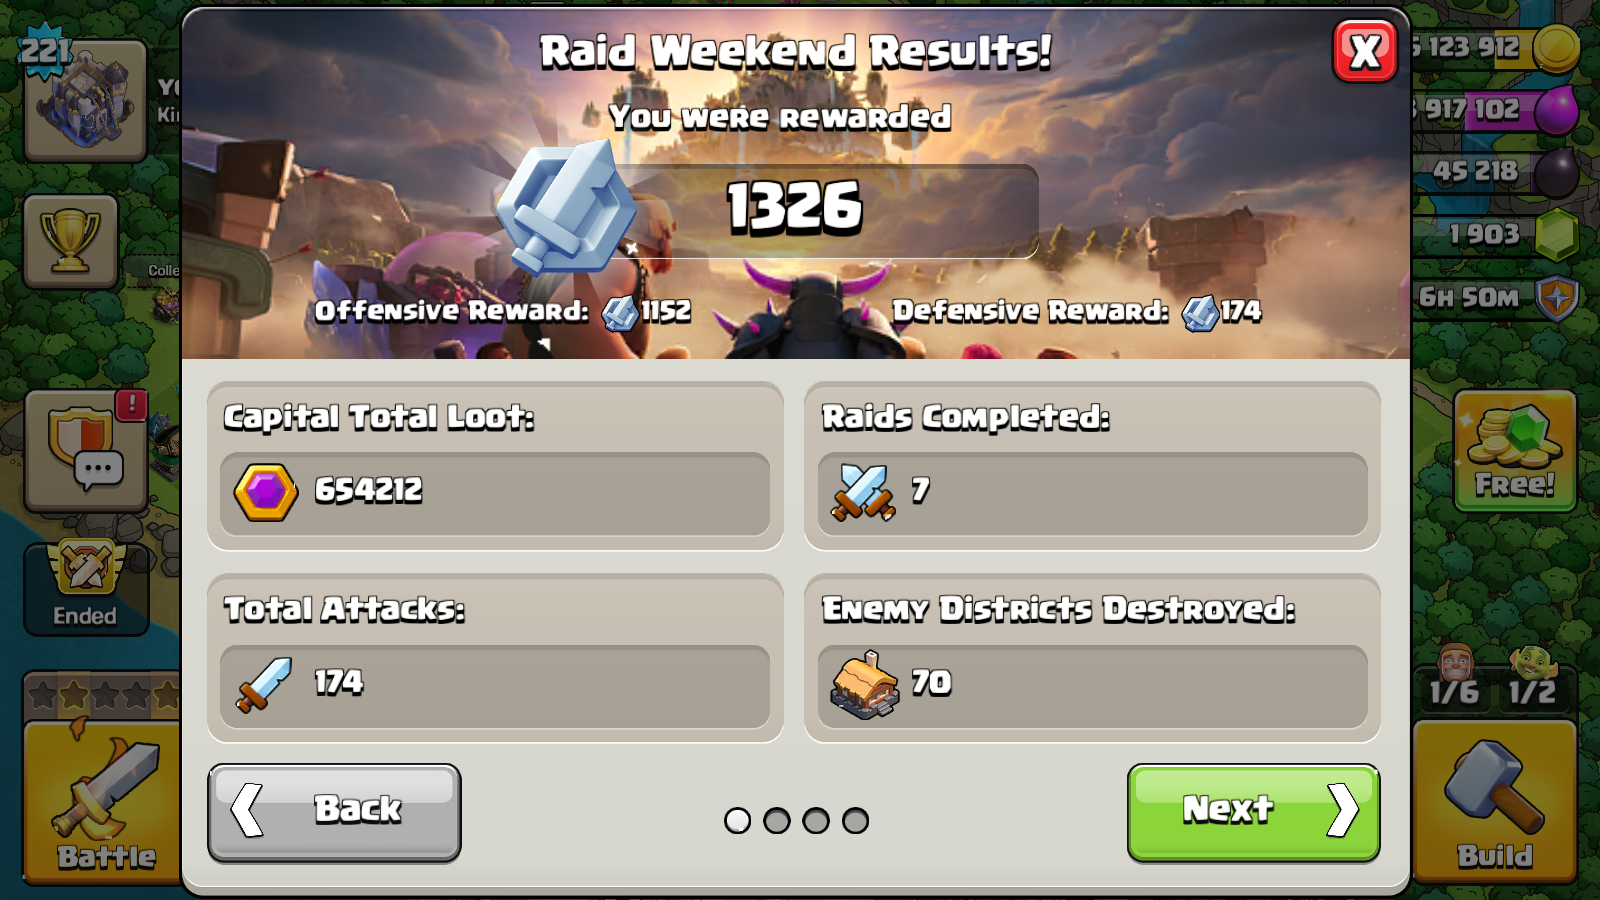 Raid Weekend Results!
X
You were rewarded
1326
Offensive Reward: 1152
Defensive Reward: 174
Capital Total Loot:
654212
Raids Completed:
7
Total Attacks:
174
Enemy Districts Destroyed:
70
Back
Next
221
!
Ended
Battle
123 912
917 102
45 218
1 903
6H 50M
Free!
1/6
1/2
Build